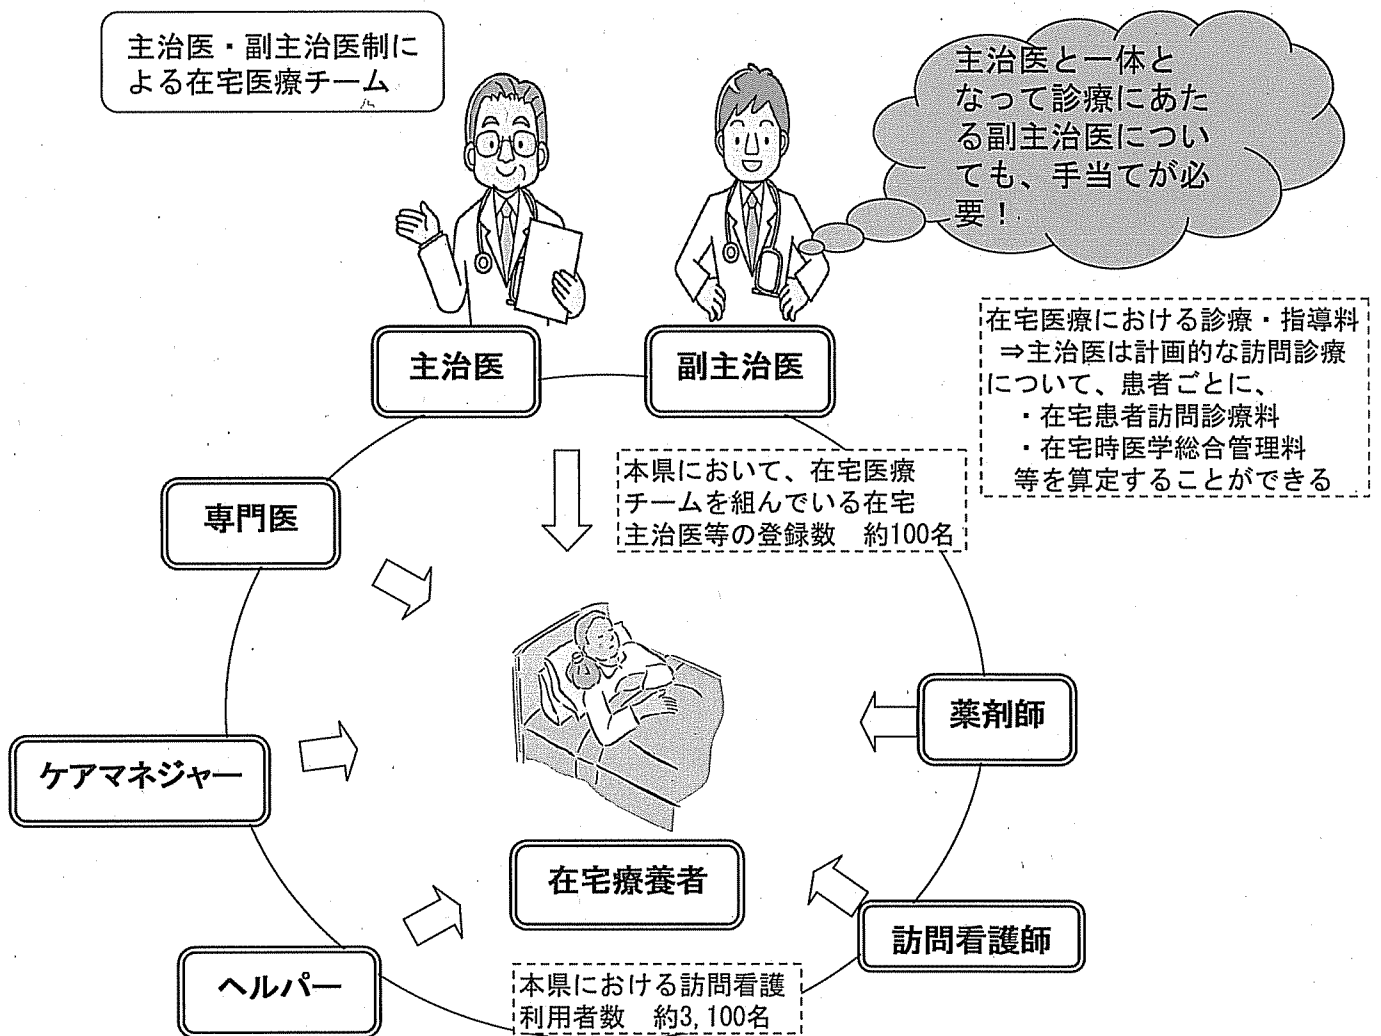 主治医・副主治医制に
よる在宅医療チーム
主治医と一体と
なって診療にあた
る副主治医につい
ても、手当てが必
要！
主治医
副主治医
在宅医療における診療・指導料
⇒主治医は計画的な訪問診療
について、患者ごとに、
・在宅患者訪問診療料
・在宅時医学総合管理料
等を算定することができる
本県において、在宅医療
チームを組んでいる在宅
主治医等の登録数　約100名
専門医
薬剤師
ケアマネジャー
在宅療養者
訪問看護師
ヘルパー
本県における訪問看護
利用者数　約3,100名